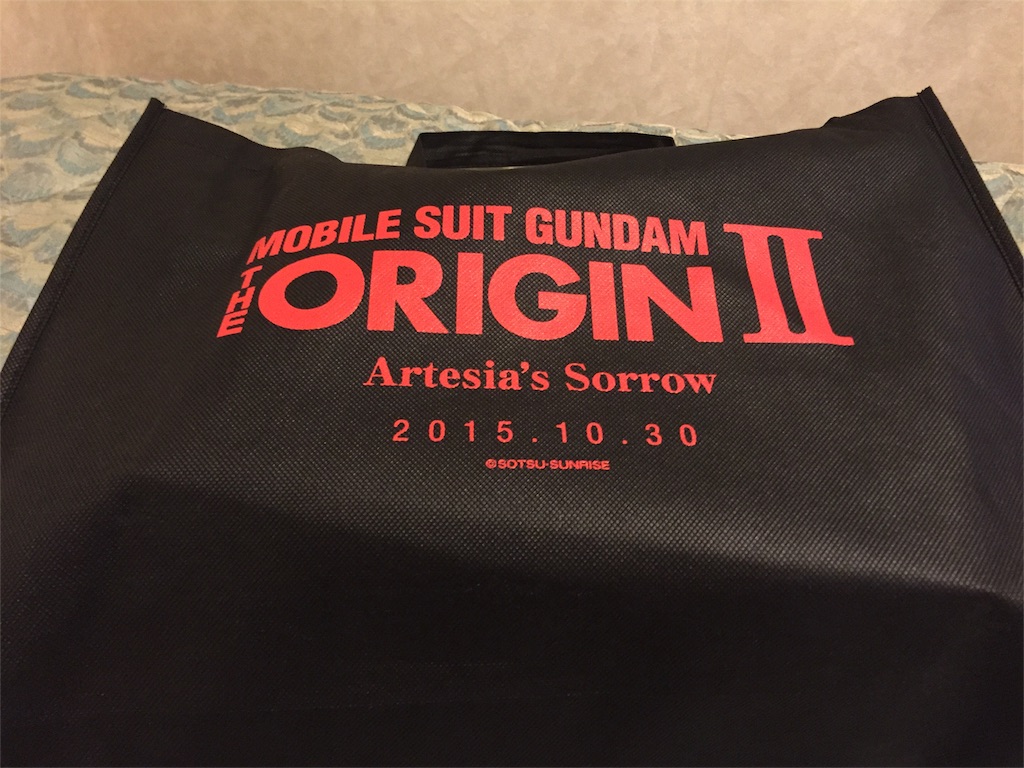 MOBILE SUIT GUNDAM
THE ORIGIN II
Artesia's Sorrow
2015.10.30
©SOTSU·SUNRISE